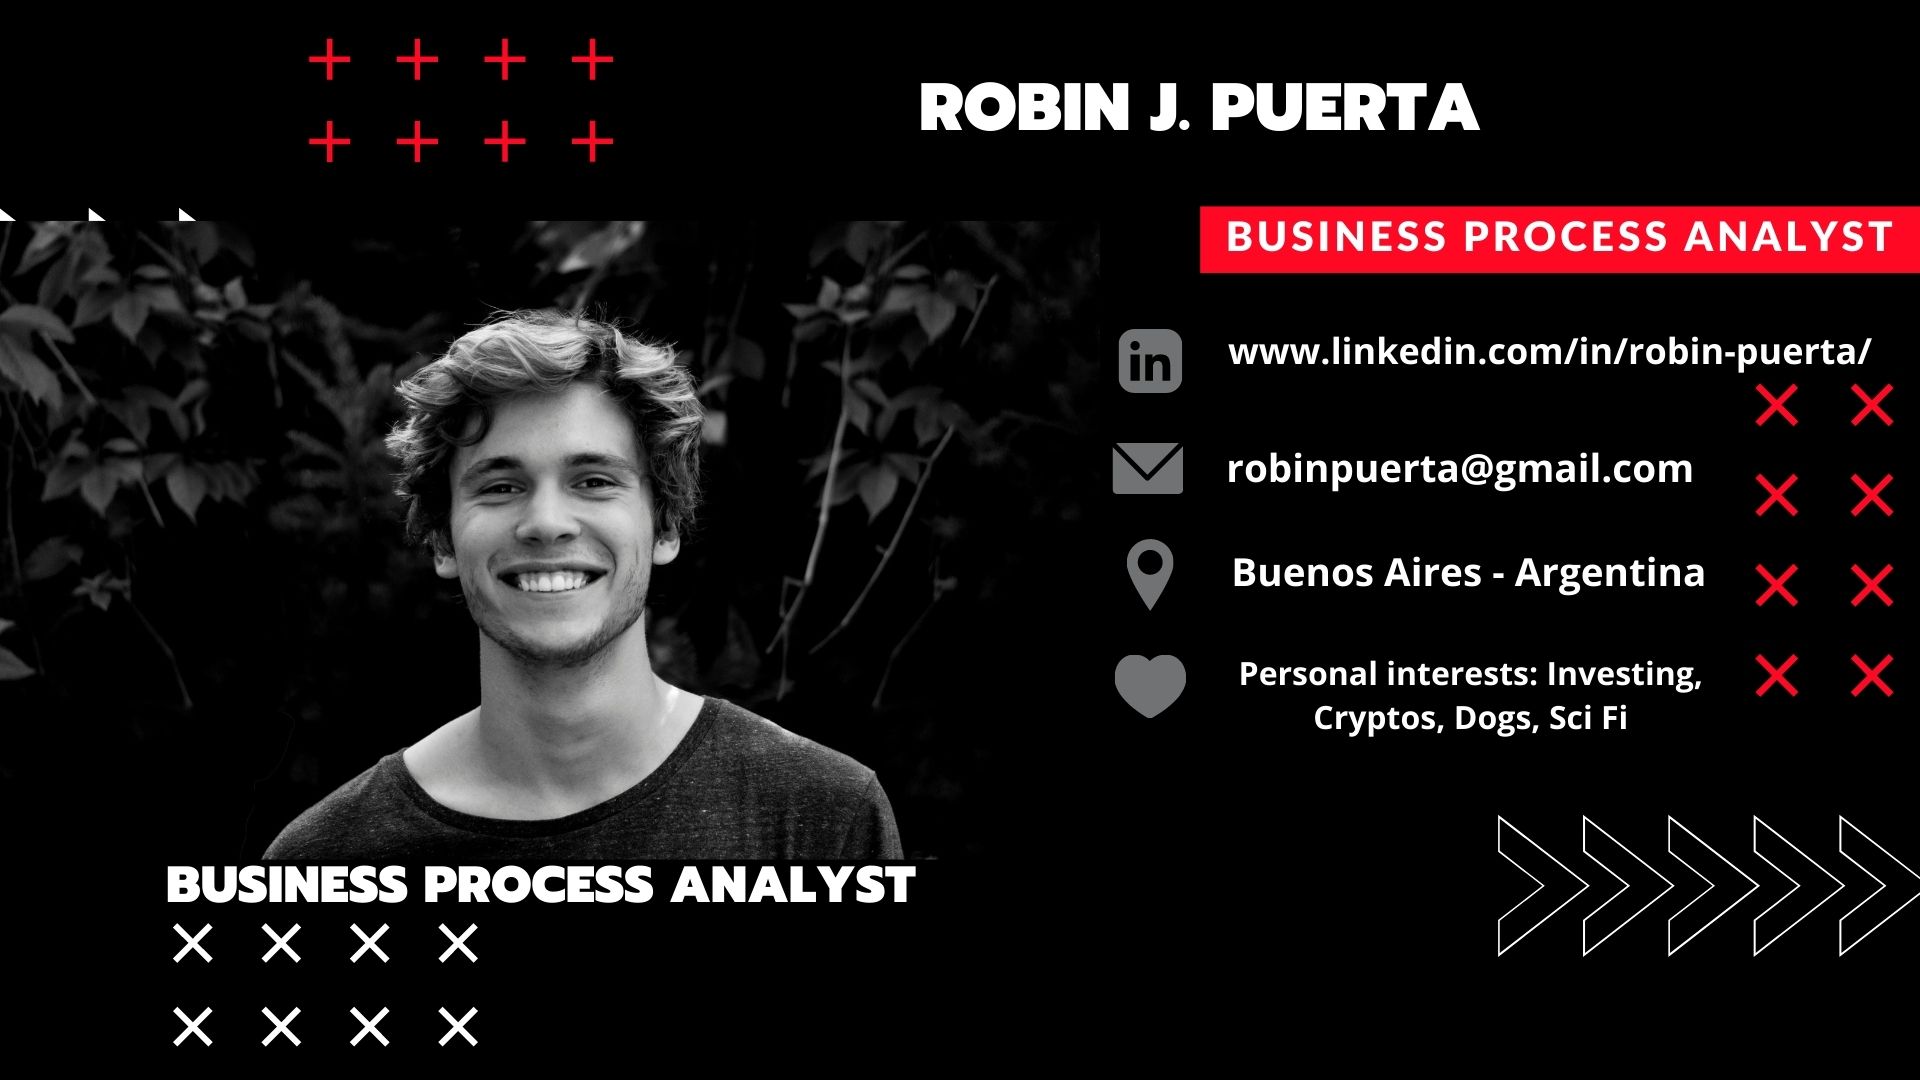 ROBIN J. PUERTA
BUSINESS PROCESS ANALYST
in
www.linkedin.com/in/robin-puerta/
robinpuerta@gmail.com
Buenos Aires - Argentina
Personal interests: Investing,
Cryptos, Dogs, Sci Fi
BUSINESS PROCESS ANALYST